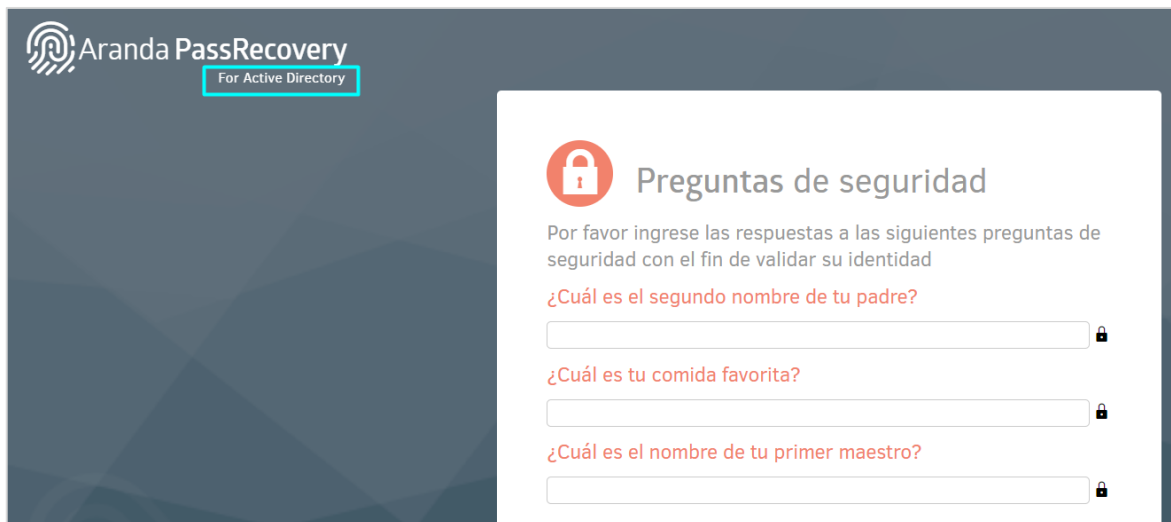 Aranda PassRecovery
For Active Directory
Preguntas de seguridad
Por favor ingrese las respuestas a las siguientes preguntas de
seguridad con el fin de validar su identidad
¿Cuál es el segundo nombre de tu padre?
¿Cuál es tu comida favorita?
¿Cuál es el nombre de tu primer maestro?